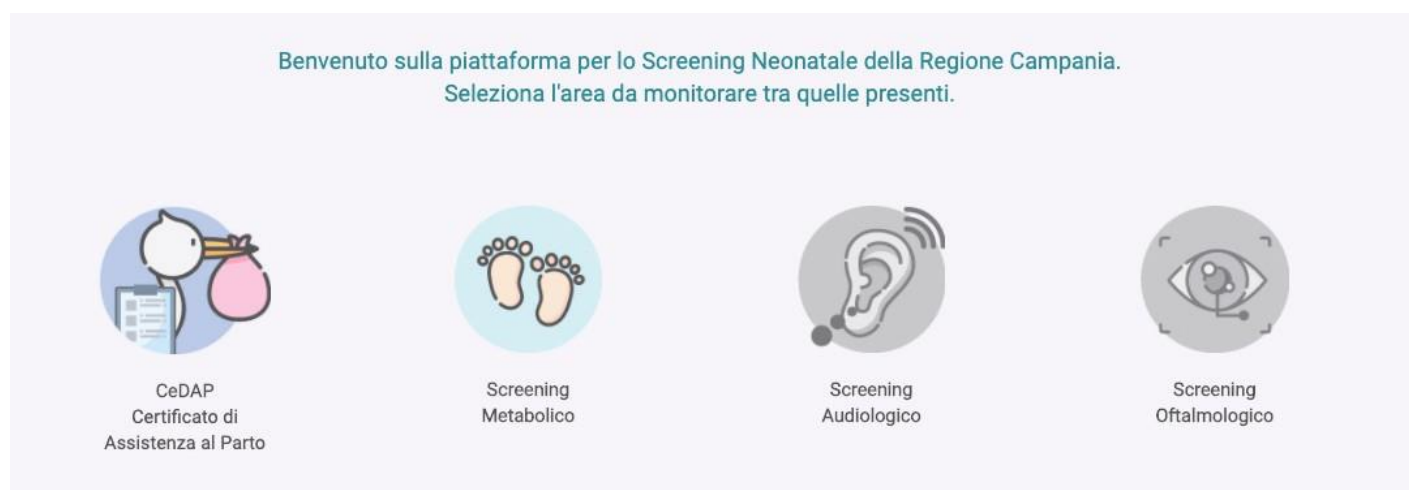 Benvenuto sulla piattaforma per lo Screening Neonatale della Regione Campania.
Seleziona l'area da monitorare tra quelle presenti.
CeDAP
Certificato di
Assistenza al Parto
Screening
Metabolico
Screening
Audiologico
Screening
Oftalmologico